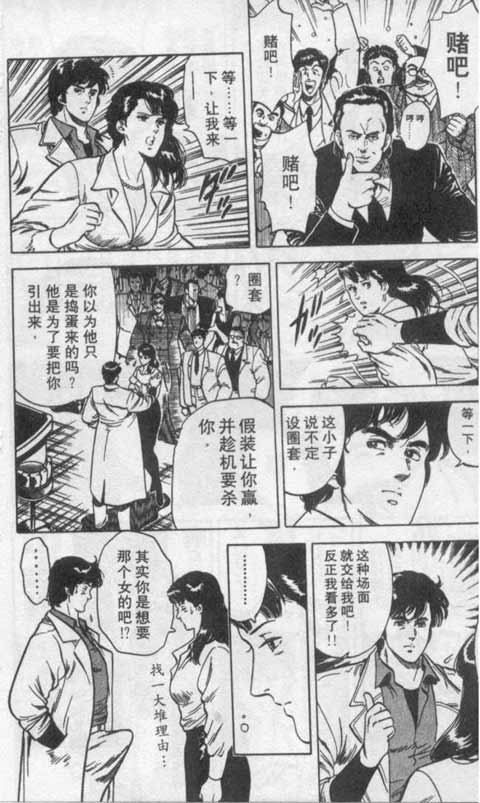 赌吧！
赌吧！
哼…
哼
赌吧！
等……等一
下，让我来
——
等一下，
这小子
说不定
设圈套．
圈套
？
假装让你赢，
并趁机要杀
你．
你以为他只
是捣蛋来的吗？
他是为了要把你
引出来．
这种场面
就交给我吧！
反正我看多了!!
…………
。
其实你是想要
那个女的吧!?
找一大堆理由…
………